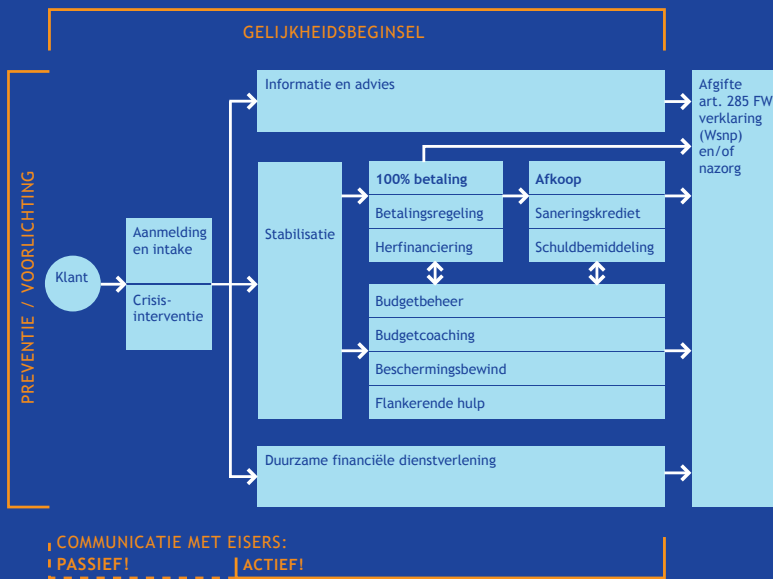 GELIJKHEIDSBEGINSEL
PREVENTIE / VOORLICHTING
Klant
Aanmelding
en intake
Crisis-
interventie
Informatie en advies
Stabilisatie
100% betaling
Betalingsregeling
Herfinanciering
Afkoop
Saneringskrediet
Schuldbemiddeling
Budgetbeheer
Budgetcoaching
Beschermingsbewind
Flankerende hulp
Duurzame financiële dienstverlening
Afgifte
art. 285 FW
verklaring
(Wsnp)
en/of
nazorg
COMMUNICATIE MET EISERS:
PASSIEF!
ACTIEF!